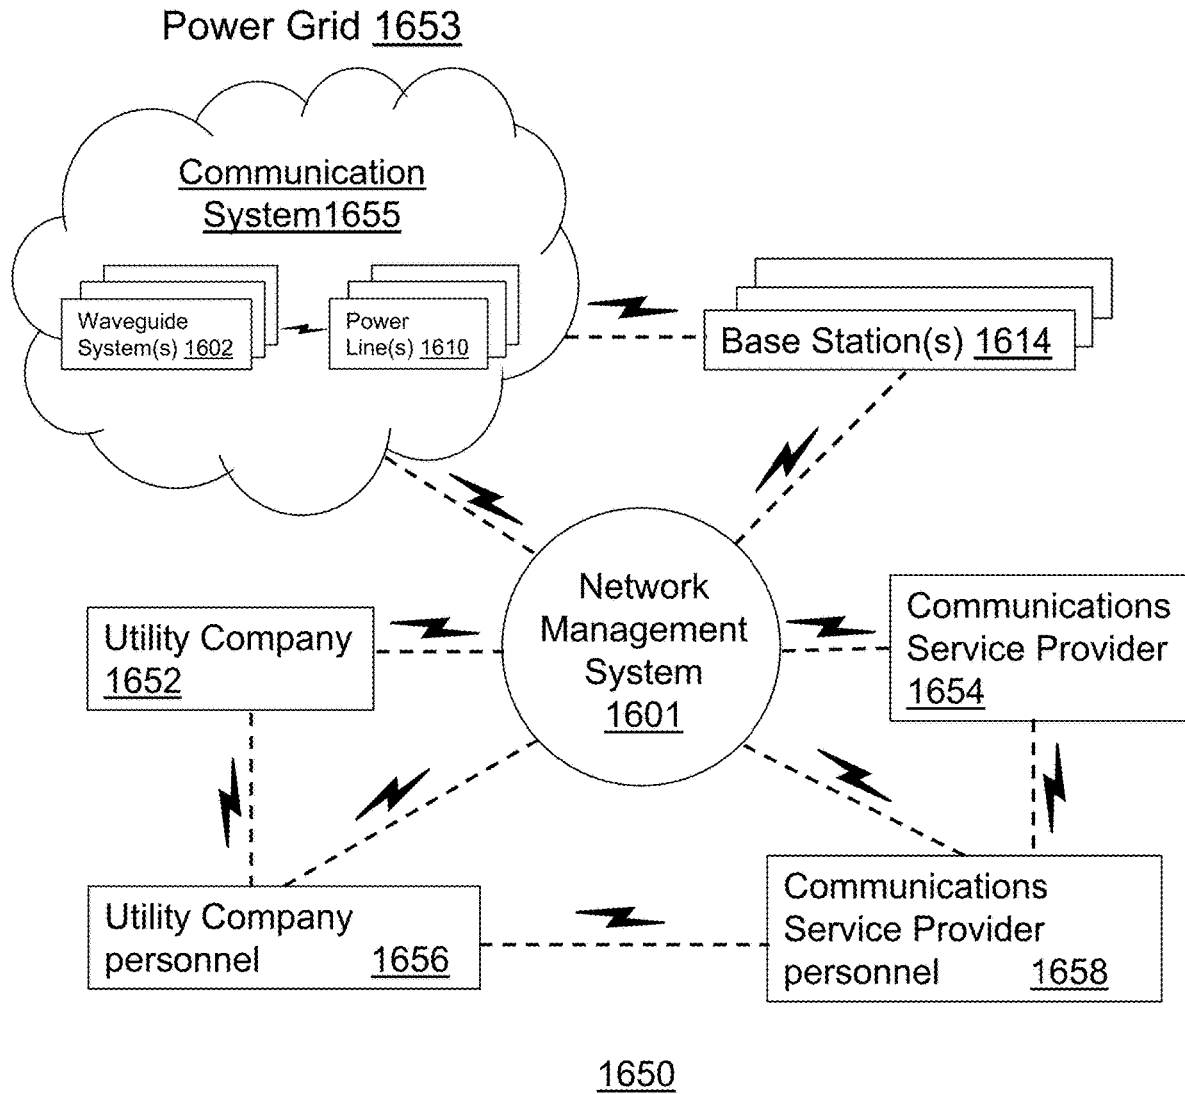 Power Grid 1653
Communication
System1655
Waveguide
System(s) 1602
Power
Line(s) 1610
Base Station(s) 1614
Network
Management
System
1601
Utility Company
1652
Communications
Service Provider
1654
Utility Company
personnel 1656
Communications
Service Provider
personnel 1658
1650